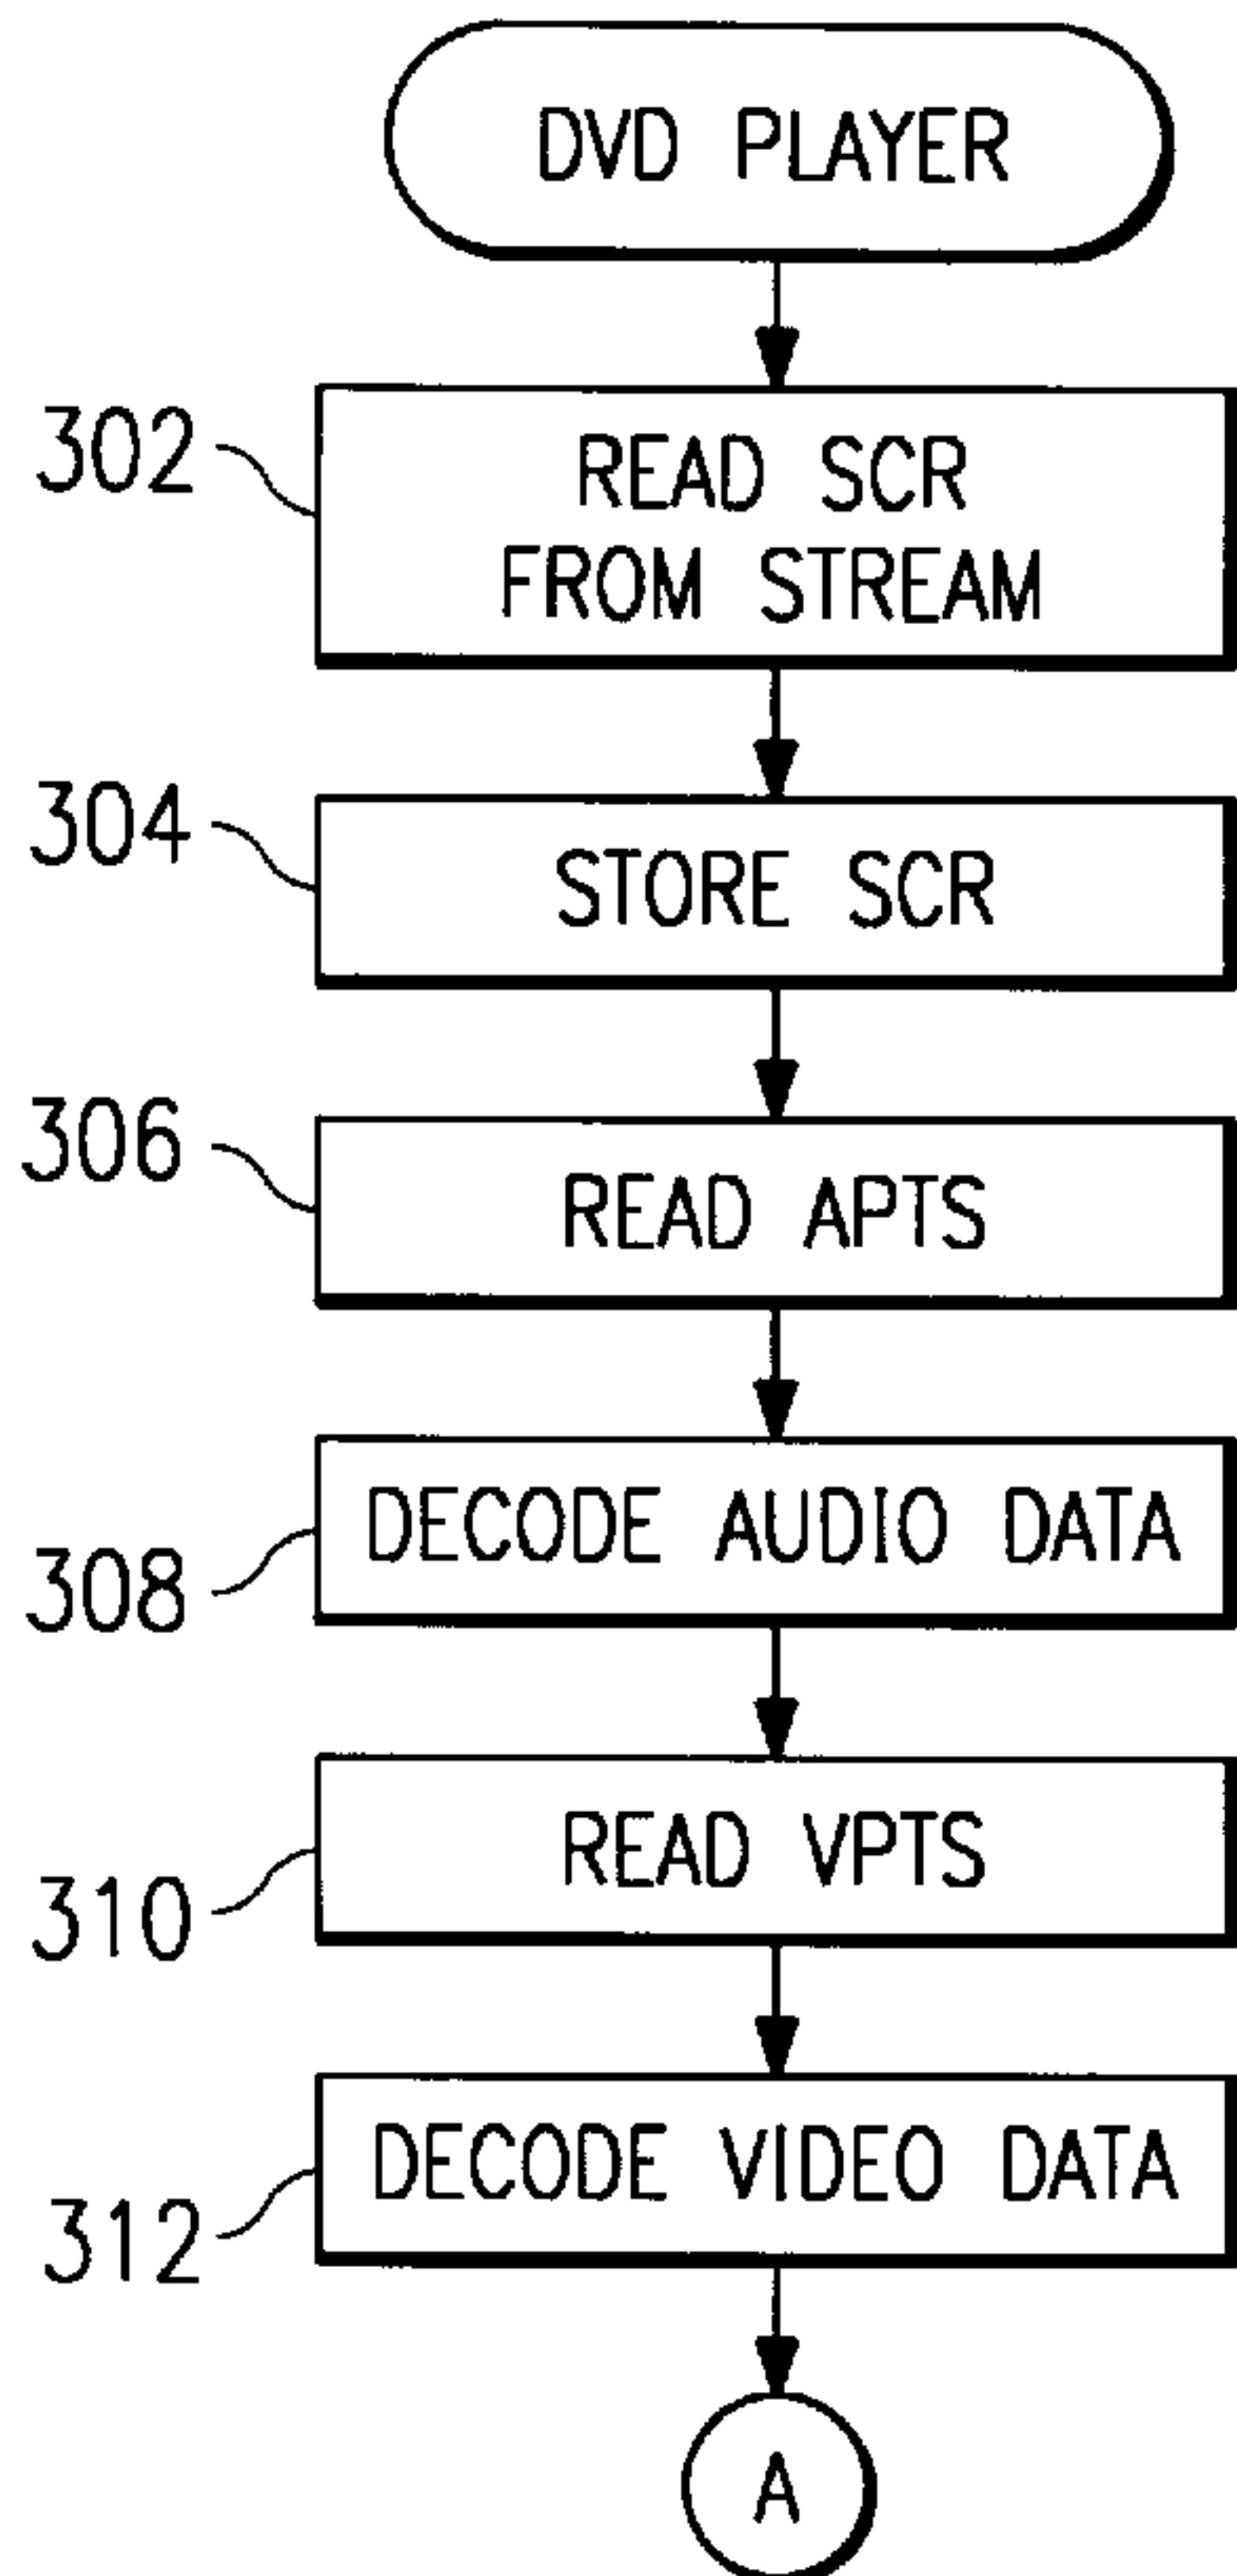 DVD PLAYER
302
READ SCR
FROM STREAM
304
STORE SCR
306
READ APTS
308
DECODE AUDIO DATA
310
READ VPTS
312
DECODE VIDEO DATA
A